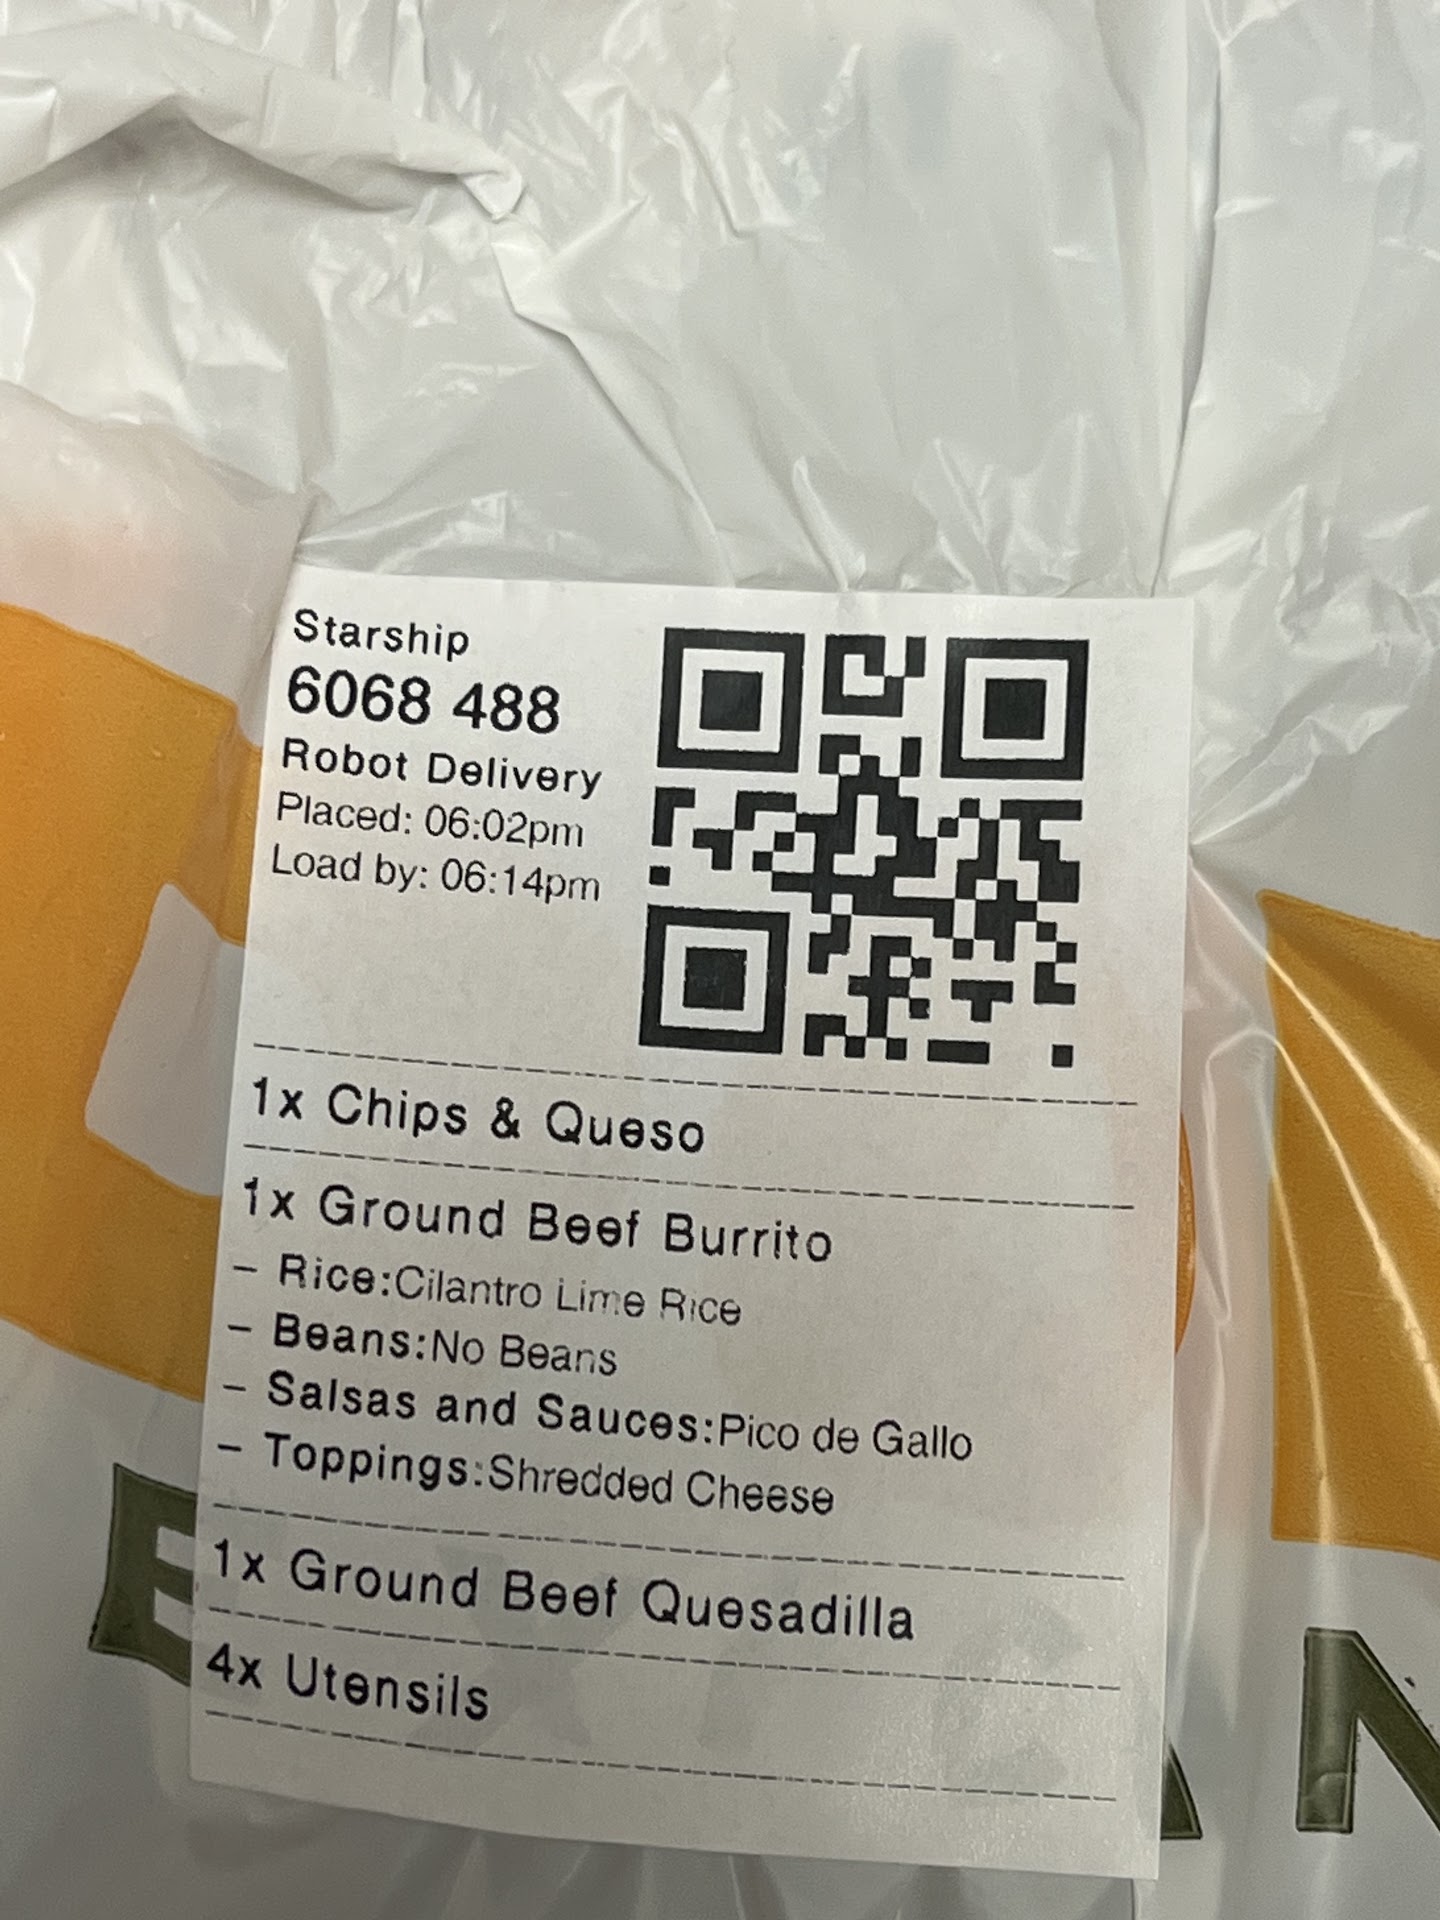 Starship
6068 488
Robot Delivery
Placed: 06:02pm
Load by: 06:14pm
1x Chips & Queso
1x Ground Beef Burrito
– Rice:Cilantro Lime Rice
– Beans:No Beans
– Salsas and Sauces:Pico de Gallo
– Toppings:Shredded Cheese
1x Ground Beef Quesadilla
4x Utensils